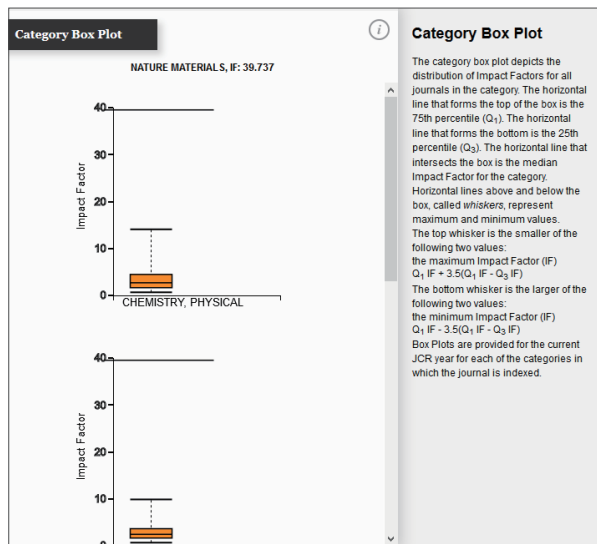 Category Box Plot
i
NATURE MATERIALS, IF: 39.737
40
30
20
10
0
Impact Factor
CHEMISTRY, PHYSICAL
40
30
20
10
0
Impact Factor
Category Box Plot
The category box plot depicts the
distribution of Impact Factors for all
journals in the category. The horizontal
line that forms the top of the box is the
75th percentile (Q1). The horizontal
line that forms the bottom is the 25th
percentile (Q3). The horizontal line that
intersects the box is the median
Impact Factor for the category.
Horizontal lines above and below the
box, called whiskers, represent
maximum and minimum values.
The top whisker is the smaller of the
following two values:
the maximum Impact Factor (IF)
Q1 IF + 3.5(Q1 IF - Q3 IF)
The bottom whisker is the larger of the
following two values:
the minimum Impact Factor (IF)
Q1 IF - 3.5(Q1 IF - Q3 IF)
Box Plots are provided for the current
JCR year for each of the categories in
which the journal is indexed.